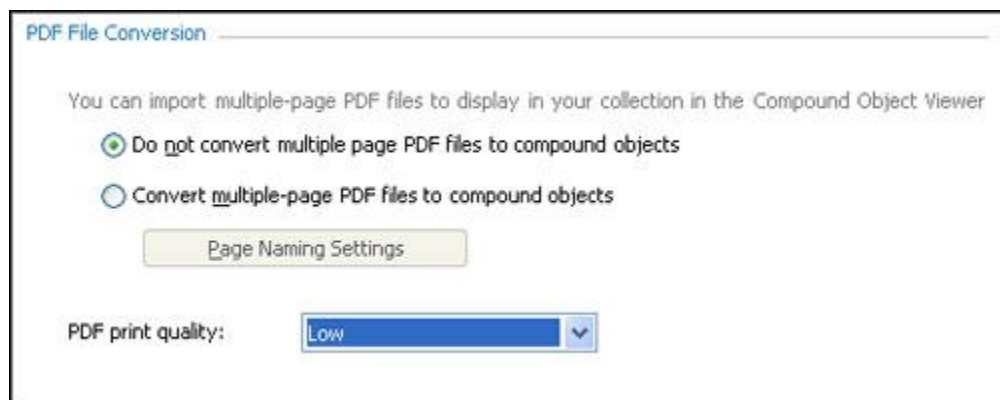 PDF File Conversion
You can import multiple-page PDF files to display in your collection in the Compound Object Viewer
Do not convert multiple page PDF files to compound objects
Convert multiple-page PDF files to compound objects
Page Naming Settings
PDF print quality: Low